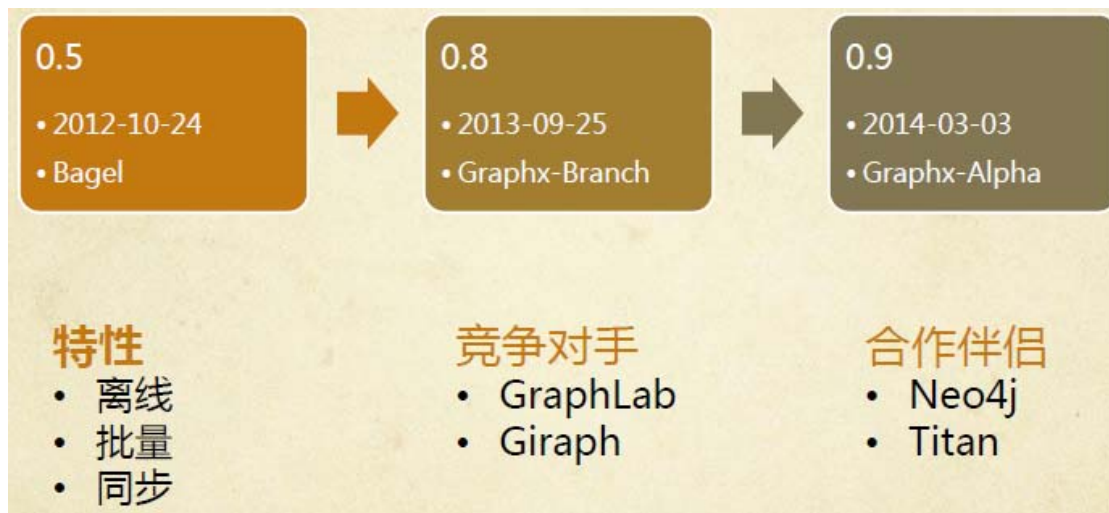 0.5
• 2012-10-24
• Bagel
0.8
• 2013-09-25
• Graphx-Branch
0.9
• 2014-03-03
• Graphx-Alpha
特性
• 离线
• 批量
• 同步
竞争对手
• GraphLab
• Giraph
合作伴侣
• Neo4j
• Titan